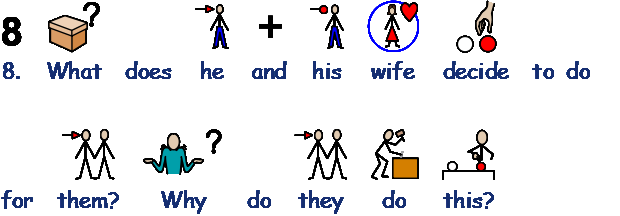 8 ? + ?
8. What does he and his wife decide to do
?
for them? Why do they do this?